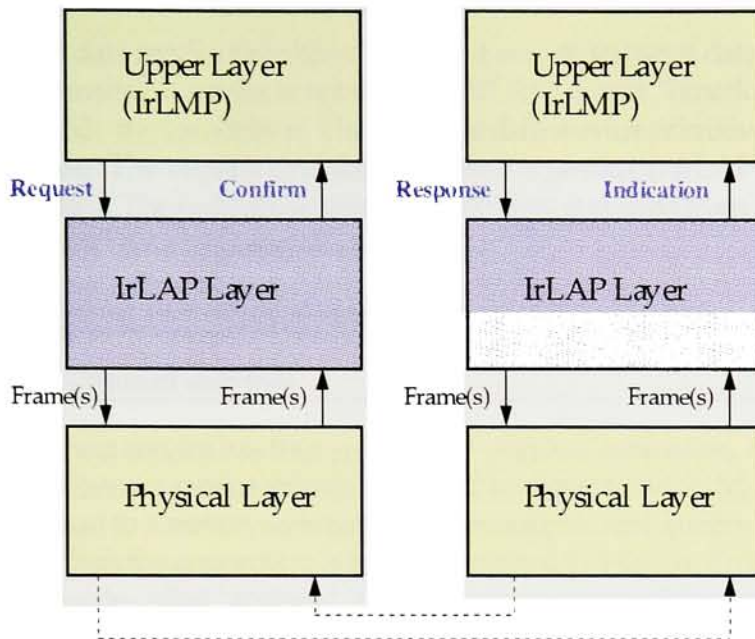 Upper Layer
(IrLMP)
Upper Layer
(IrLMP)
Request
Confirm
Response
Indication
IrLAP Layer
IrLAP Layer
Frame(s)
Frame(s)
Frame(s)
Frame(s)
Physical Layer
Physical Layer